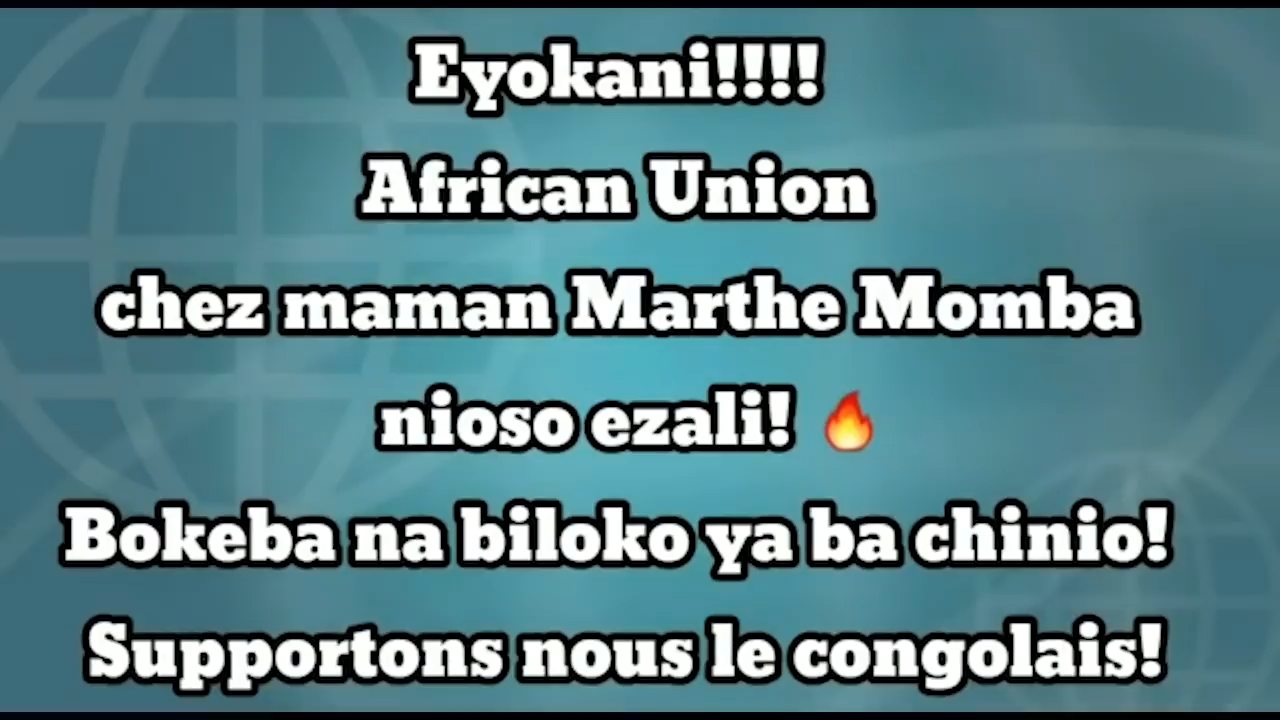 Eyokani!!!!
African Union
chez maman Marthe Momba
nioso ezali! 🔥
Bokeba na biloko ya ba chinio!
Supportons nous le congolais!